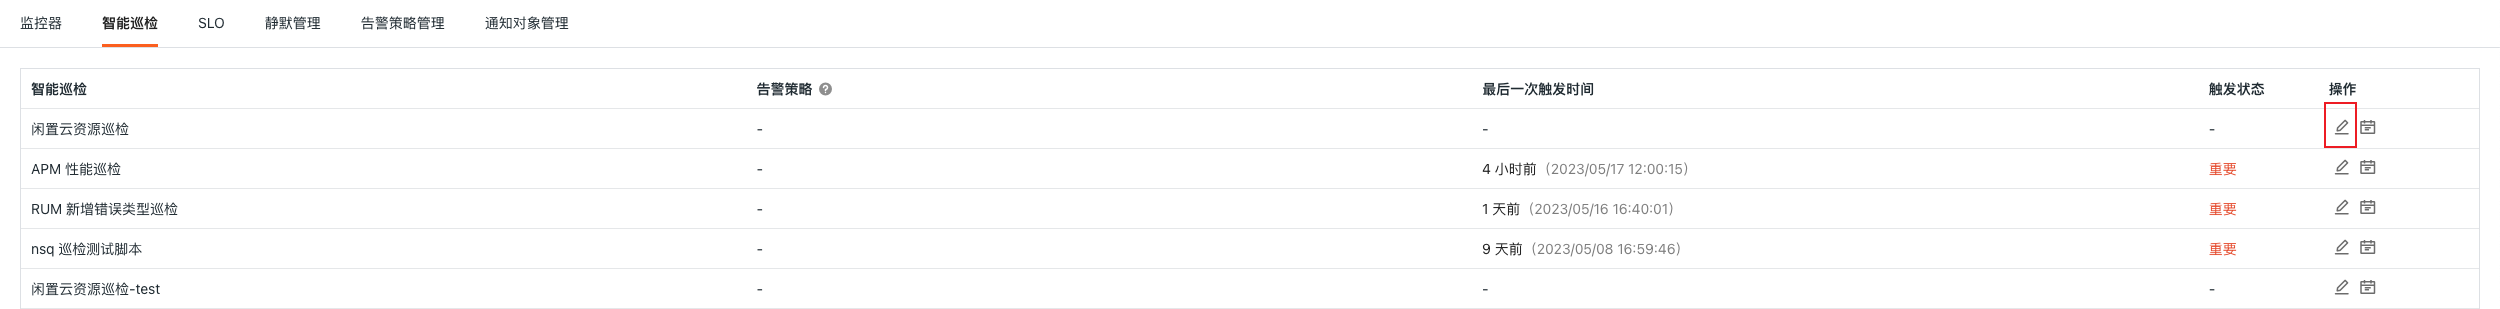 监控器 智能巡检 SLO 静默管理 告警策略管理 通知对象管理
智能巡检 告警策略 最后一次触发时间 触发状态 操作
闲置云资源巡检 - - -
APM 性能巡检 - 4 小时前（2023/05/17 12:00:15） 重要
RUM 新增错误类型巡检 - 1 天前（2023/05/16 16:40:01） 重要
nsq 巡检测试脚本 - 9 天前（2023/05/08 16:59:46） 重要
闲置云资源巡检-test - - -